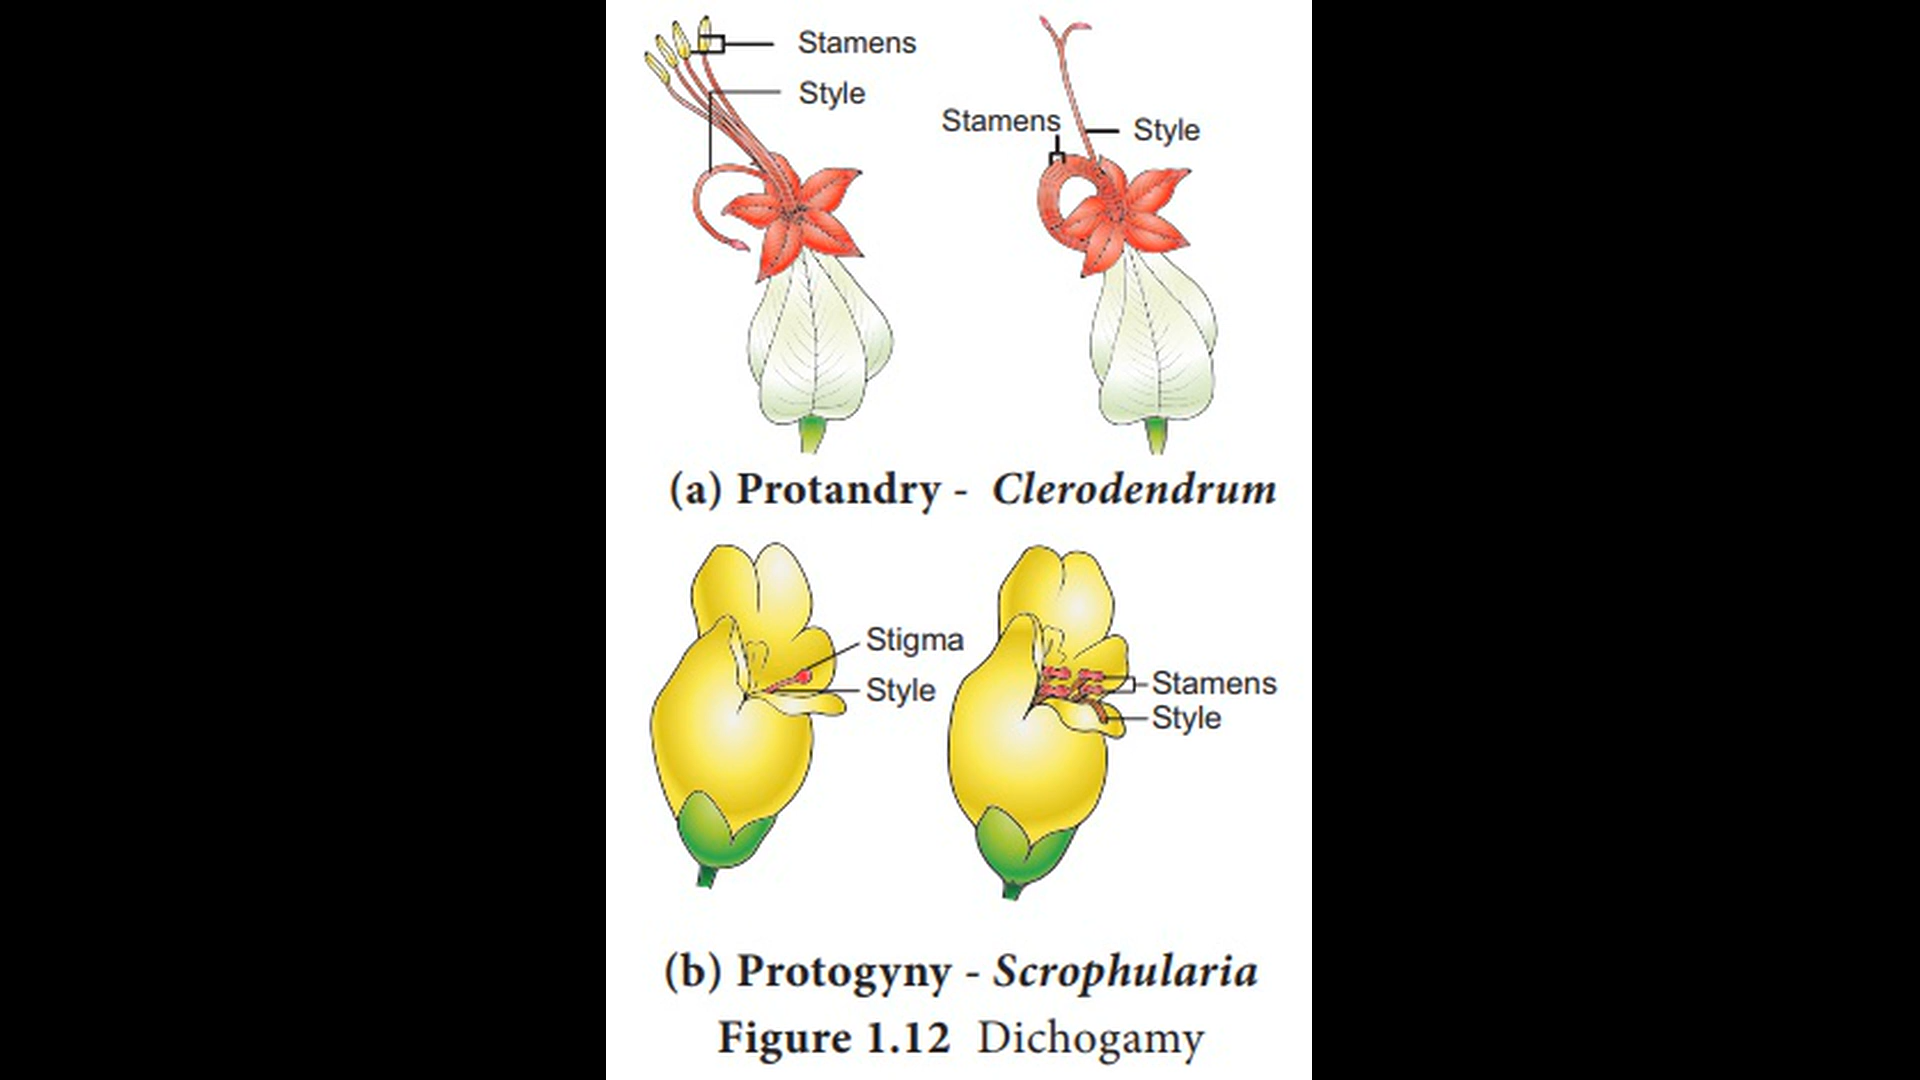 Stamens
Style
Stamens
Style
(a) Protandry - Clerodendrum
Stigma
Style
Stamens
Style
(b) Protogyny - Scrophularia
Figure 1.12 Dichogamy